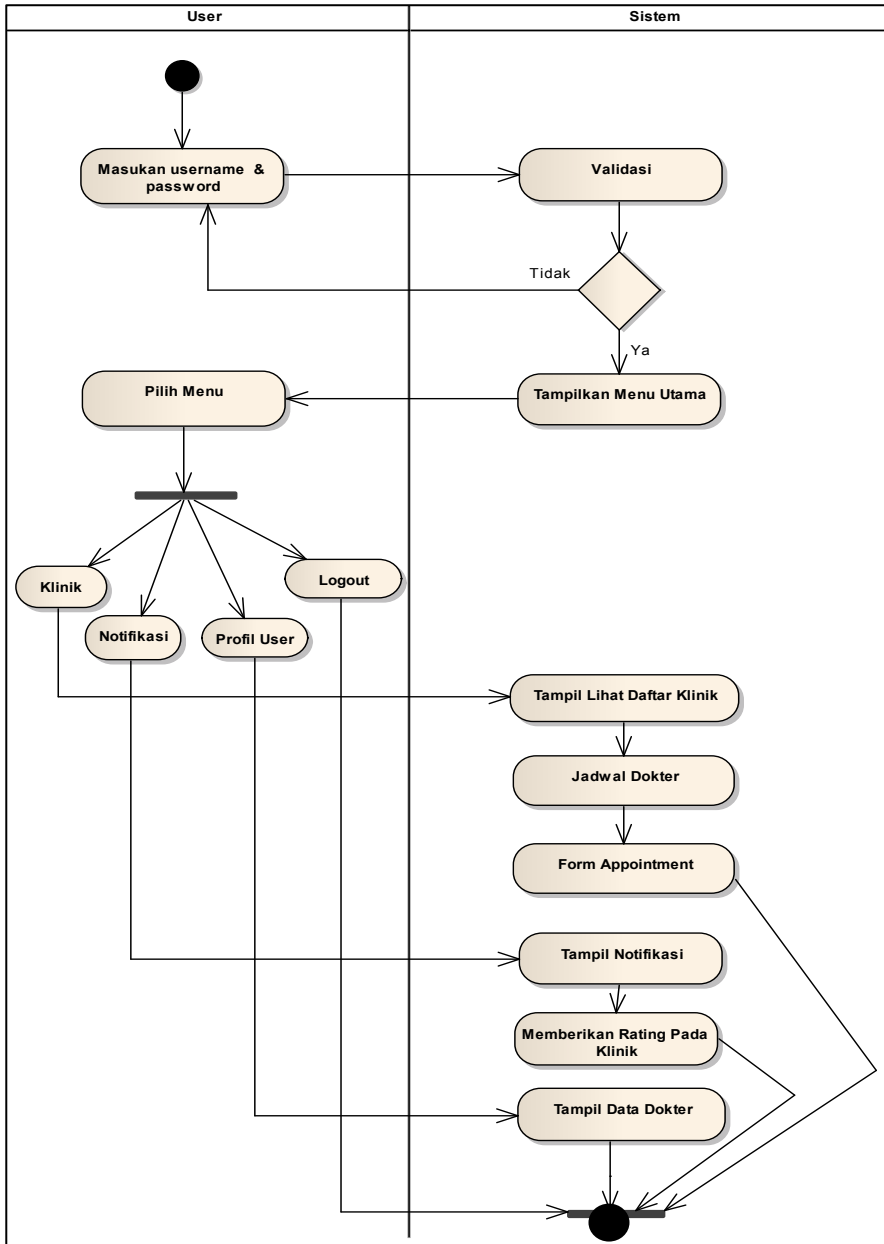 User
Sistem
Masukan username &
password
Validasi
Tidak
Ya
Pilih Menu
Tampilkan Menu Utama
Klinik
Notifikasi
Profil User
Logout
Tampil Lihat Daftar Klinik
Jadwal Dokter
Form Appointment
Tampil Notifikasi
Memberikan Rating Pada
Klinik
Tampil Data Dokter